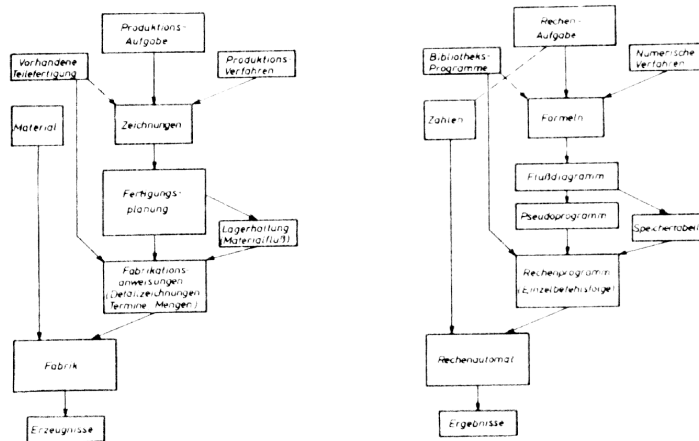 Produktions-
Aufgabe
Vorhandene
Teilefertigung
Produktions-
Verfahren
Material
Zeichnungen
Fertigungs-
planung
Lagerhaltung
(Materialfluß)
Fabrikations
anweisungen
(Detailzeichnungen
Termine Mengen)
Fabrik
Erzeugnisse
Rechen-
Aufgabe
Bibliotheks-
Programme
Numerische
Verfahren
Zahlen
Formeln
Flußdiagramm
Pseudoprogramm
Speichertabell
Rechenprogramm
(Einzelbefehlsfolge)
Rechenautomat
Ergebnisse